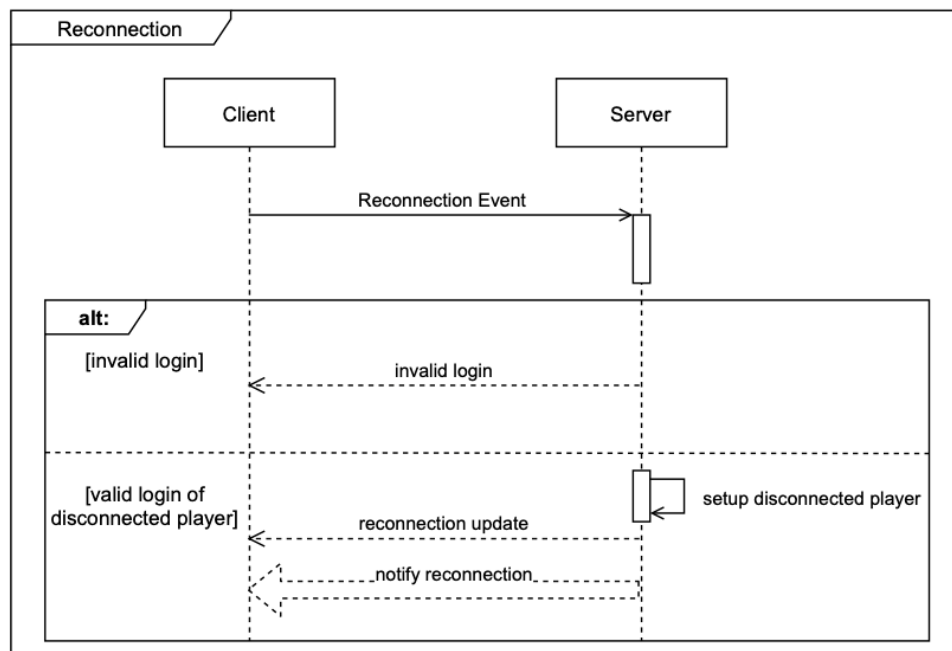 Reconnection
Client
Server
Reconnection Event
alt:
[invalid login]
invalid login
[valid login of
disconnected player]
setup disconnected player
reconnection update
notify reconnection